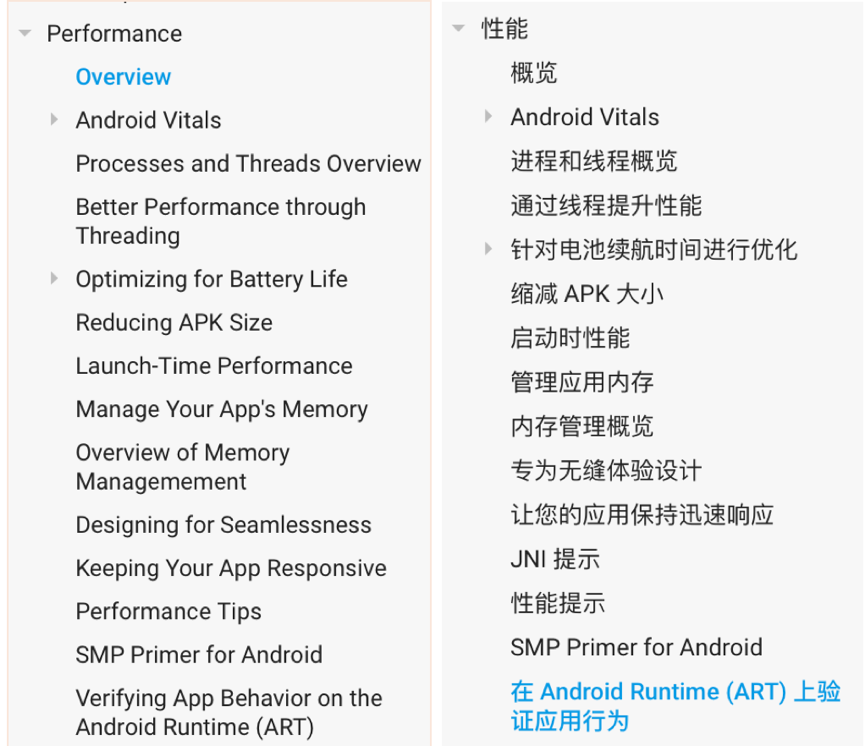 Performance
Overview
Android Vitals
Processes and Threads Overview
Better Performance through
Threading
Optimizing for Battery Life
Reducing APK Size
Launch-Time Performance
Manage Your App's Memory
Overview of Memory
Managemement
Designing for Seamlessness
Keeping Your App Responsive
Performance Tips
SMP Primer for Android
Verifying App Behavior on the
Android Runtime (ART)
性能
概览
Android Vitals
进程和线程概览
通过线程提升性能
针对电池续航时间进行优化
缩减 APK 大小
启动时性能
管理应用内存
内存管理概览
专为无缝体验设计
让您的应用保持迅速响应
JNI 提示
性能提示
SMP Primer for Android
在 Android Runtime (ART) 上验
证应用行为